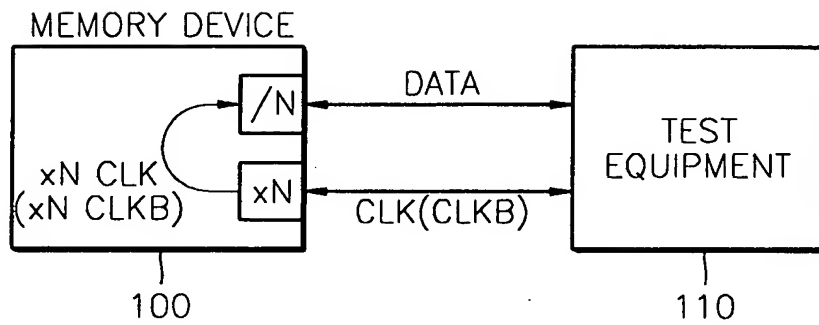 MEMORY DEVICE
/N
DATA
TEST
EQUIPMENT
xN CLK
(xN CLKB)
xN
CLK(CLKB)
100
110